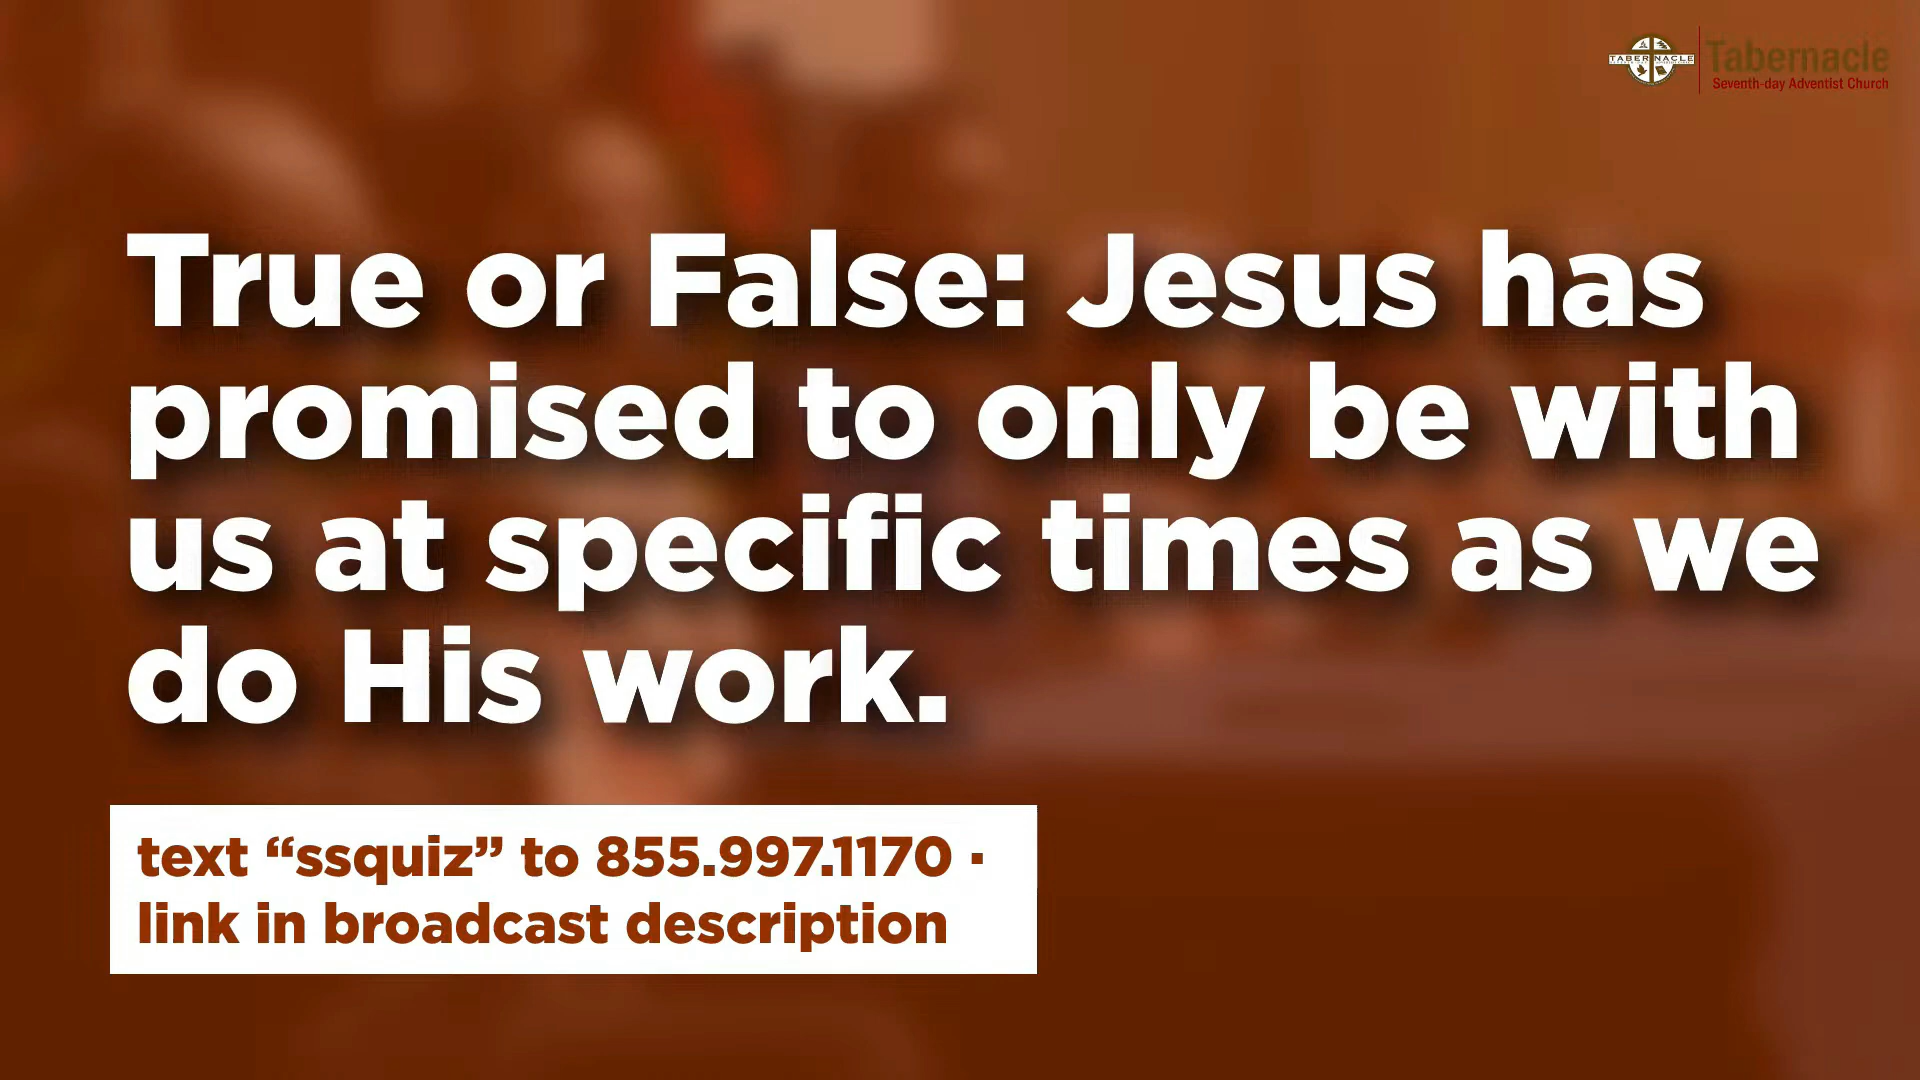 TABERNACLE
Tabernacle
Seventh-day Adventist Church
True or False: Jesus has
promised to only be with
us at specific times as we
do His work.
text “ssquiz” to 855.997.1170 ·
link in broadcast description